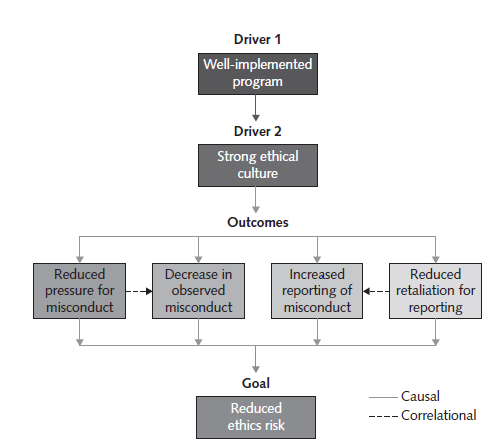 Driver 1
Well-implemented
program
Driver 2
Strong ethical
culture
Outcomes
Reduced
pressure for
misconduct
Decrease in
observed
misconduct
Increased
reporting of
misconduct
Reduced
retaliation for
reporting
Goal
Reduced
ethics risk
Causal
Correlational